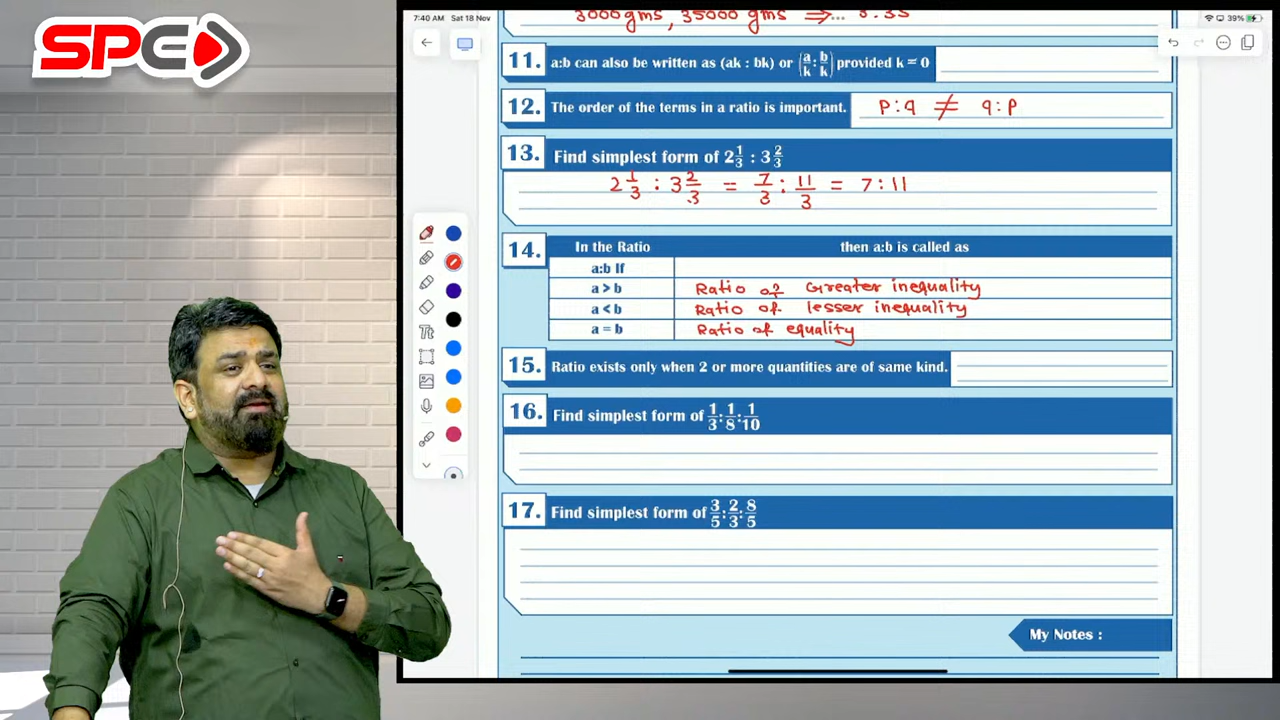 SPC
7:40 AM Sat 18 Nov
39%
3000 gms, 35000 gms ⟹
11. a:b can also be written as (ak : bk) or (a/k : b/k) provided k = 0
12. The order of the terms in a ratio is important. p:q ≠ q:p
13. Find simplest form of 2 1/3 : 3 2/3
2 1/3 : 3 2/3 = 7/3 : 11/3 = 7 : 11
14. In the Ratio then a:b is called as
a:b If
a > b Ratio of Greater inequality
a < b Ratio of lesser inequality
a = b Ratio of equality
15. Ratio exists only when 2 or more quantities are of same kind.
16. Find simplest form of 1/3 : 1/8 : 1/10
17. Find simplest form of 3/5 : 2/3 : 8/5
My Notes :
Tt